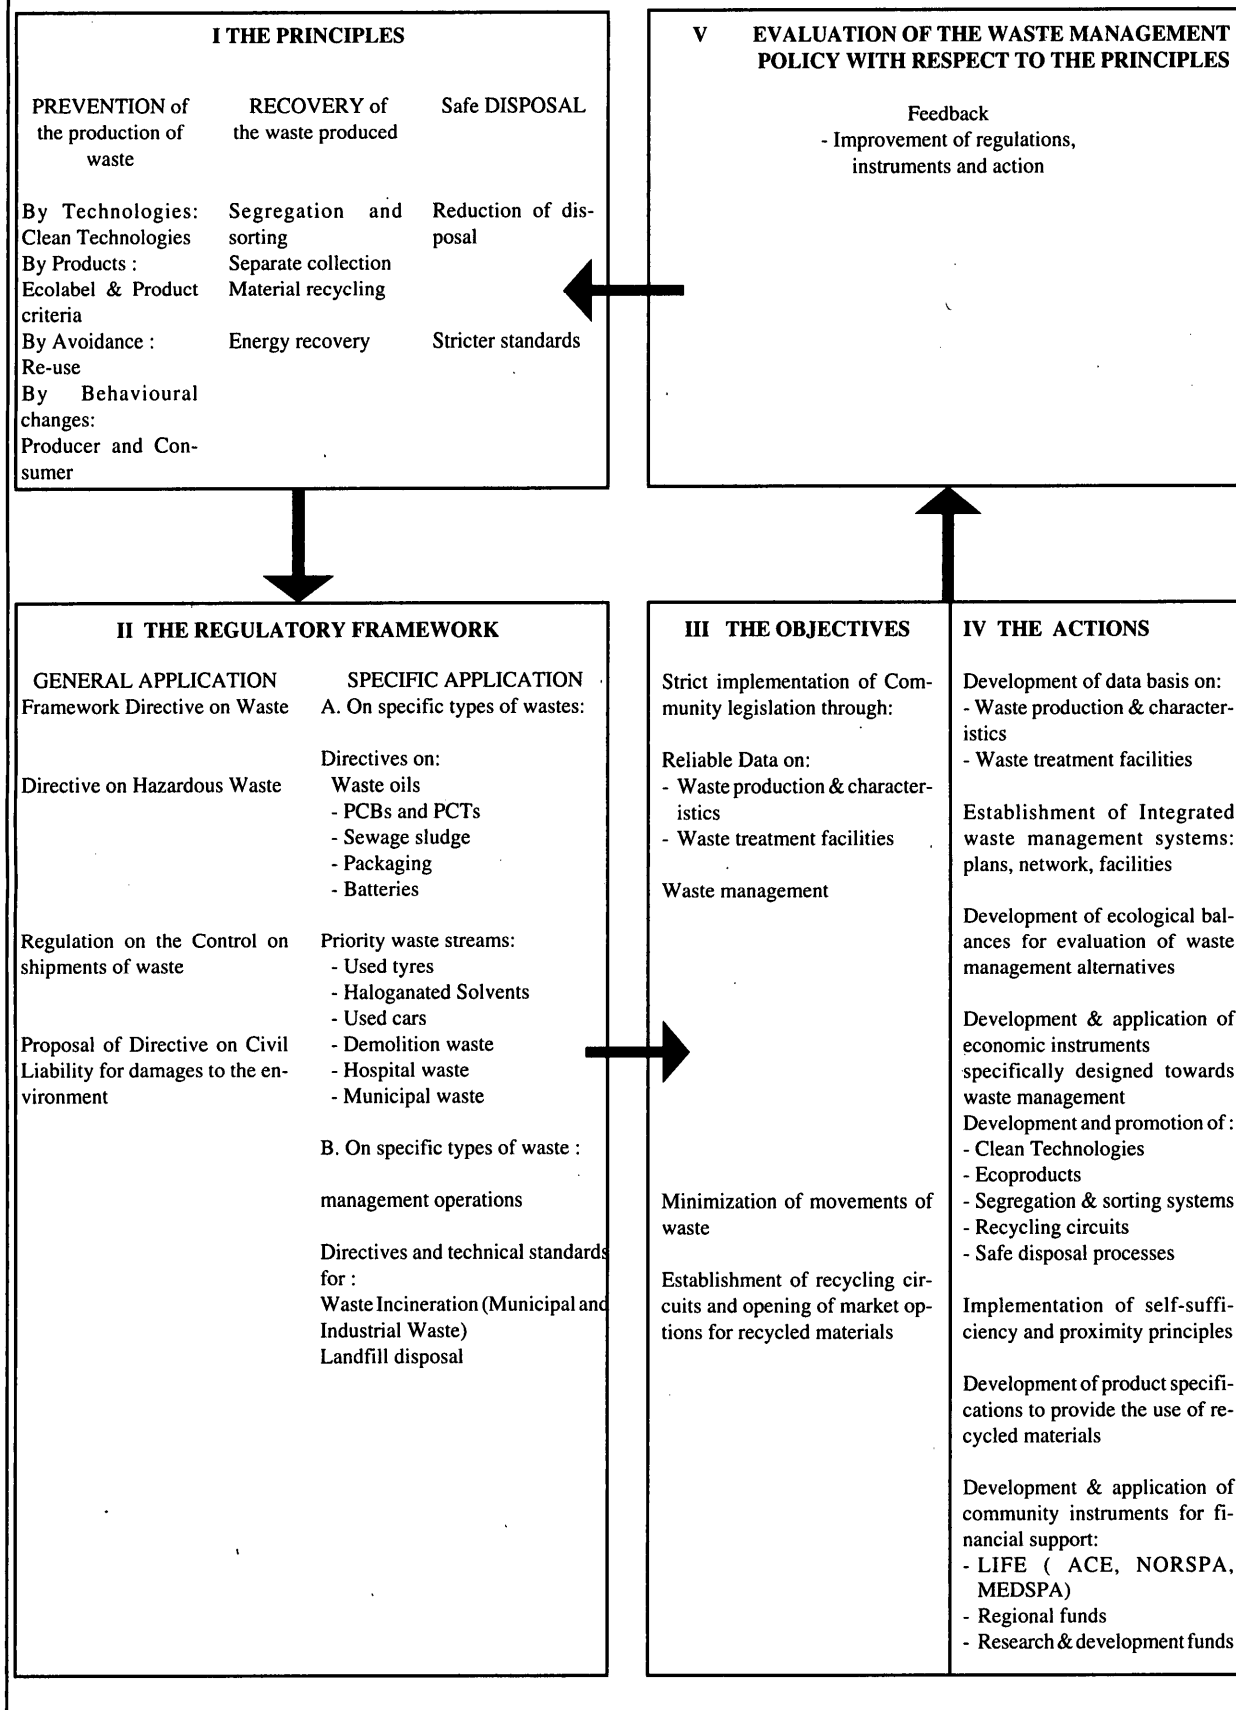 I THE PRINCIPLES
PREVENTION of
the production of
waste
By Technologies:
Clean Technologies
By Products :
Ecolabel & Product
criteria
By Avoidance :
Re-use
By Behavioural
changes:
Producer and Con-
sumer
RECOVERY of
the waste produced
Segregation and
sorting
Separate collection
Material recycling
Energy recovery
Safe DISPOSAL
Reduction of dis-
posal
Stricter standards
V EVALUATION OF THE WASTE MANAGEMENT
POLICY WITH RESPECT TO THE PRINCIPLES
Feedback
- Improvement of regulations,
instruments and action
II THE REGULATORY FRAMEWORK
GENERAL APPLICATION
Framework Directive on Waste
Directive on Hazardous Waste
Regulation on the Control on
shipments of waste
Proposal of Directive on Civil
Liability for damages to the en-
vironment
SPECIFIC APPLICATION
A. On specific types of wastes:
Directives on:
Waste oils
- PCBs and PCTs
- Sewage sludge
- Packaging
- Batteries
Priority waste streams:
- Used tyres
- Haloganated Solvents
- Used cars
- Demolition waste
- Hospital waste
- Municipal waste
B. On specific types of waste :
management operations
Directives and technical standards
for :
Waste Incineration (Municipal and
Industrial Waste)
Landfill disposal
III THE OBJECTIVES
Strict implementation of Com-
munity legislation through:
Reliable Data on:
- Waste production & character-
istics
- Waste treatment facilities
Waste management
Minimization of movements of
waste
Establishment of recycling cir-
cuits and opening of market op-
tions for recycled materials
IV THE ACTIONS
Development of data basis on:
- Waste production & character-
istics
- Waste treatment facilities
Establishment of Integrated
waste management systems:
plans, network, facilities
Development of ecological bal-
ances for evaluation of waste
management alternatives
Development & application of
economic instruments
specifically designed towards
waste management
Development and promotion of :
- Clean Technologies
- Ecoproducts
- Segregation & sorting systems
- Recycling circuits
- Safe disposal processes
Implementation of self-suffi-
ciency and proximity principles
Development of product specifi-
cations to provide the use of re-
cycled materials
Development & application of
community instruments for fi-
nancial support:
- LIFE ( ACE, NORSPA,
MEDSPA)
- Regional funds
- Research & development funds